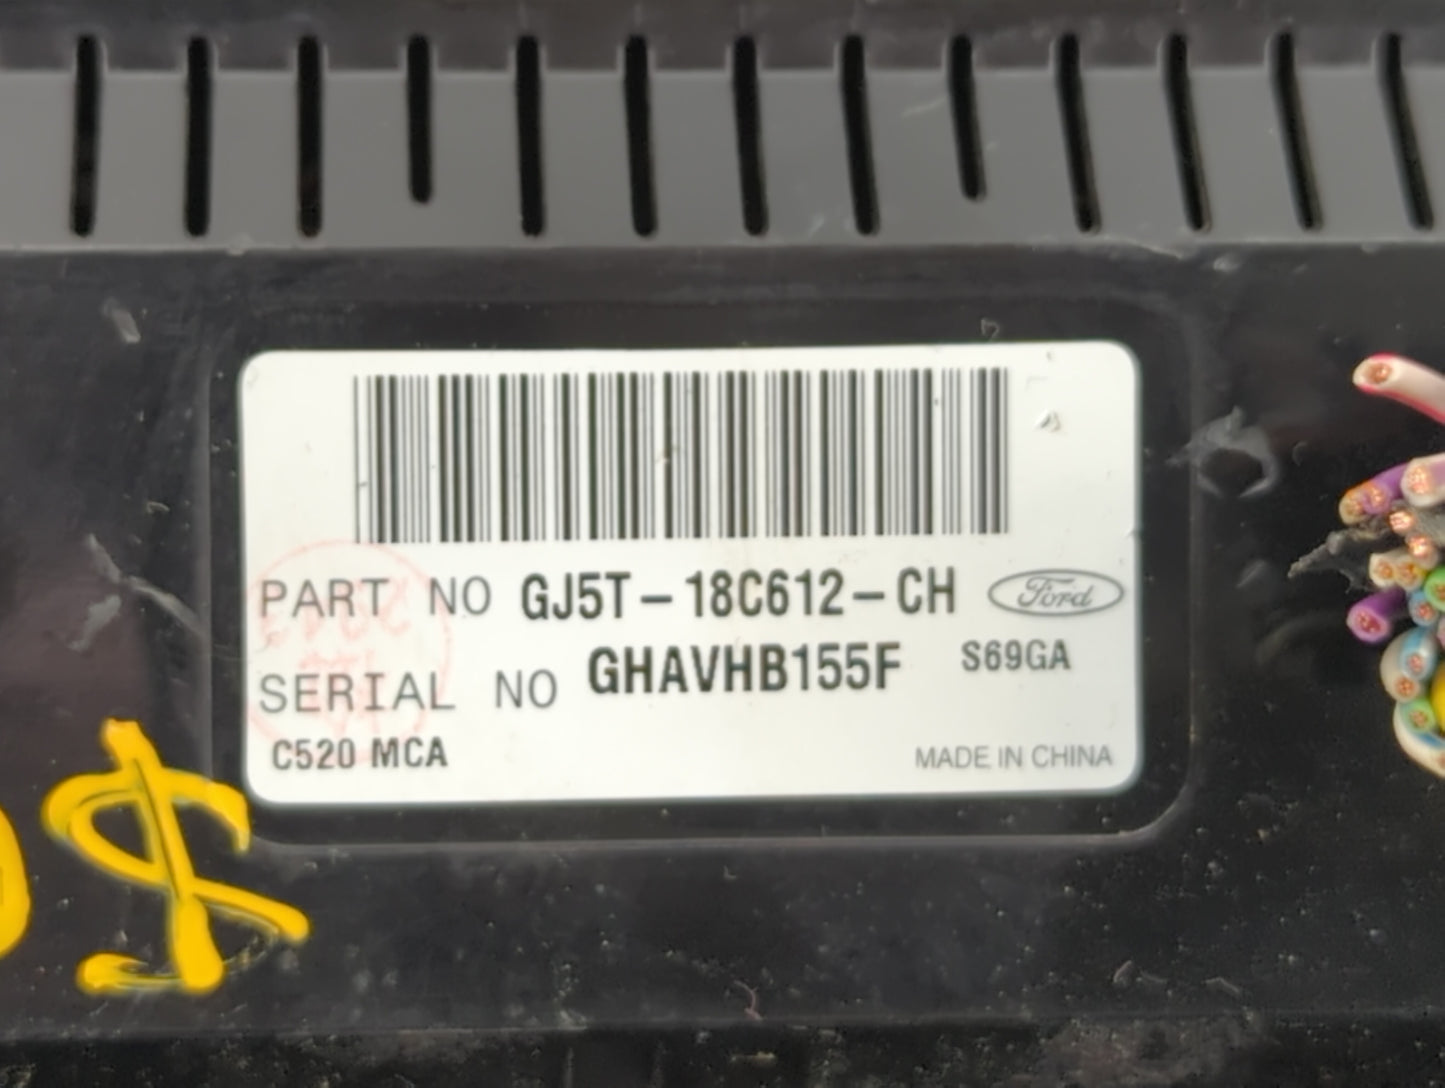 PART NO GJ5T-18C612-CH Ford
SERIAL NO GHAVHB155F S69GA
C520 MCA MADE IN CHINA
$